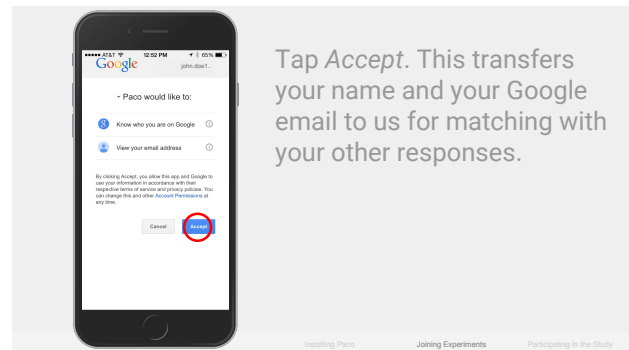 AT&T 12:52 PM 65%
Google john.doe1...
Paco would like to:
Know who you are on Google
View your email address
By clicking Accept, you allow this app and Google to
use your information in accordance with their
respective terms of service and privacy policies. You
can change this and other Account Permissions at
any time.
Cancel Accept
Tap Accept. This transfers
your name and your Google
email to us for matching with
your other responses.
Installing Paco Joining Experiments Participating in the Study